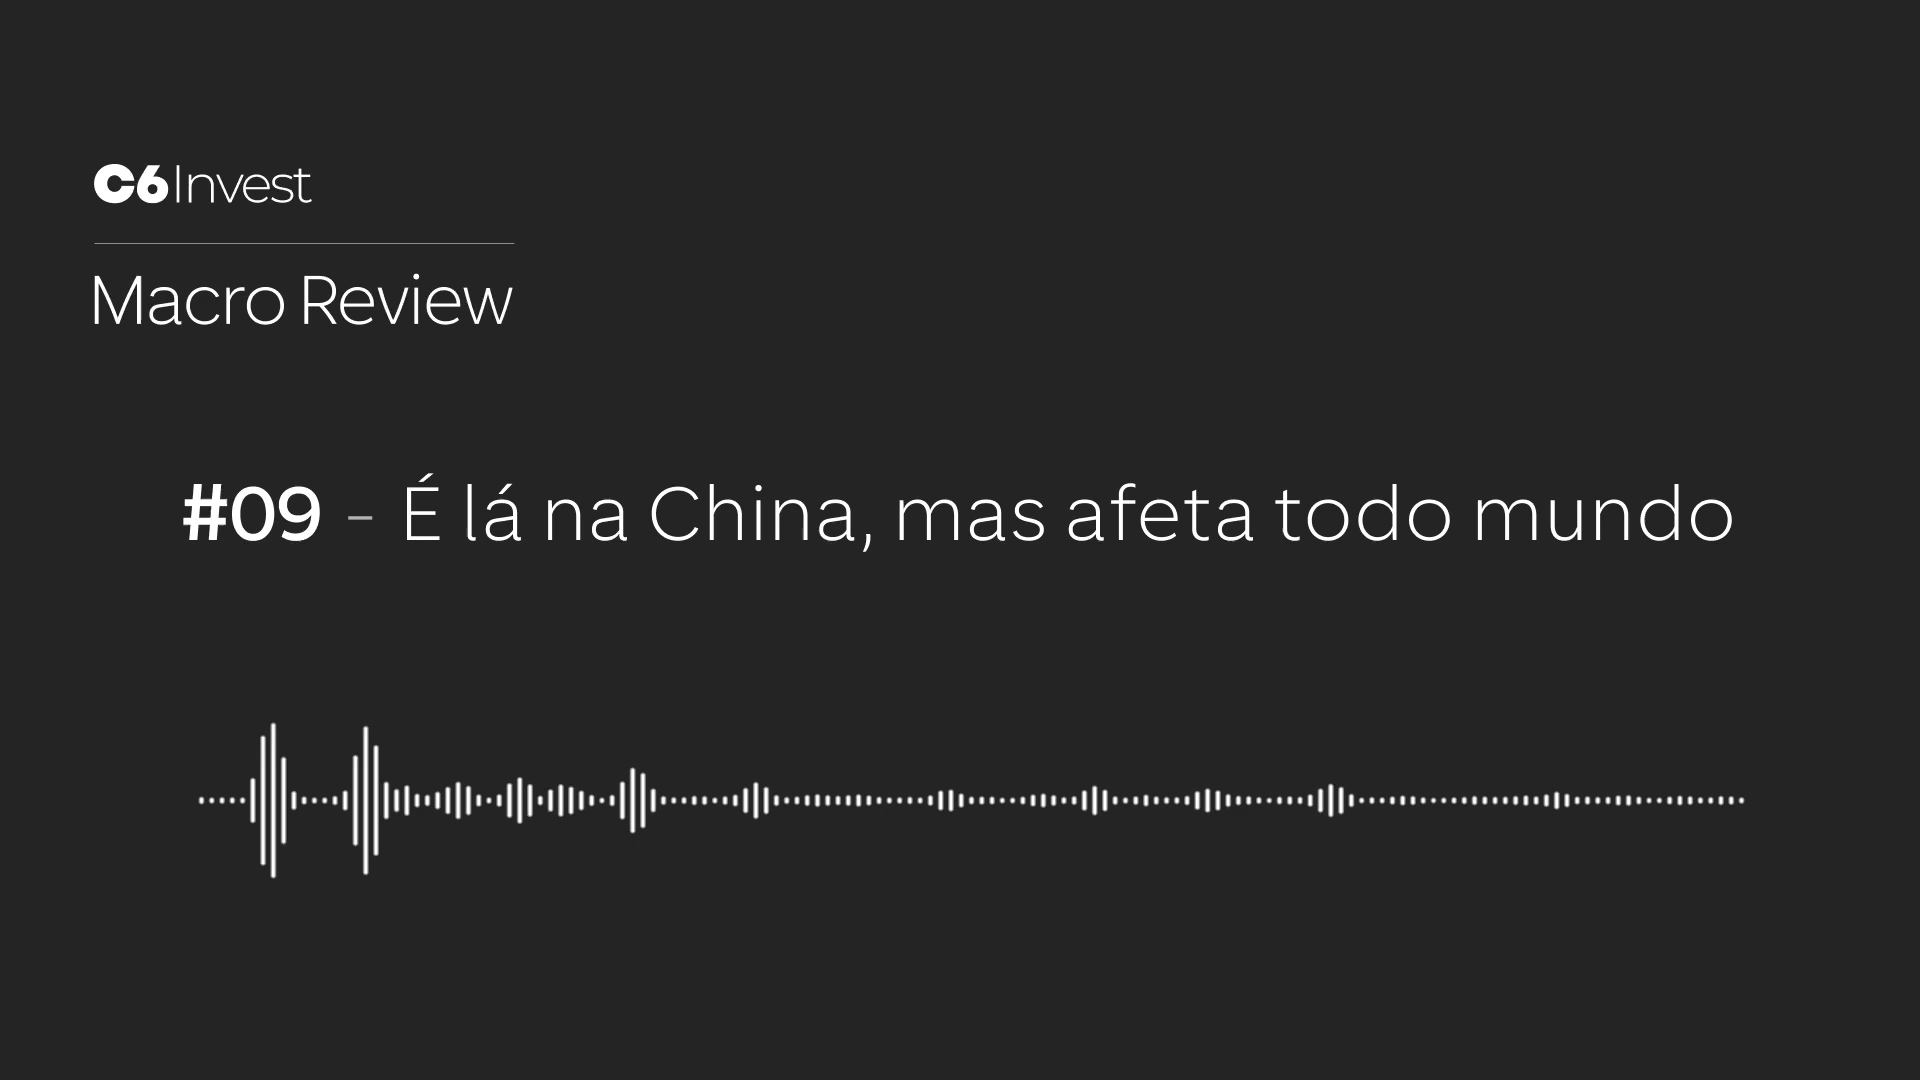 C6 Invest
Macro Review
#09 - É lá na China, mas afeta todo mundo